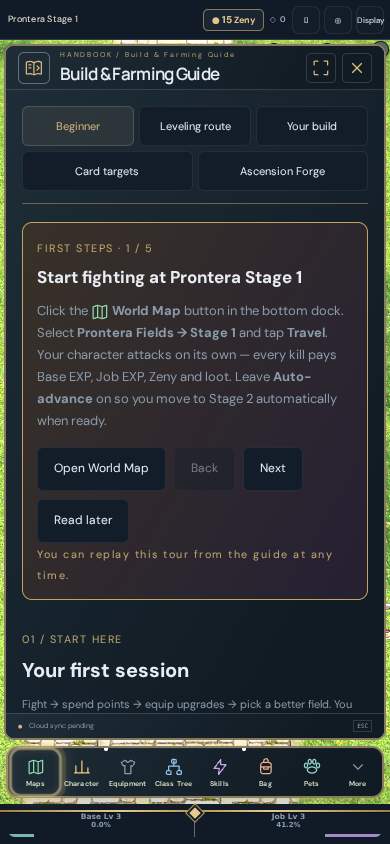 Prontera Stage 1
15 Zeny
◇ 0
Display
HANDBOOK / Build & Farming Guide
Build & Farming Guide
Beginner
Leveling route
Your build
Card targets
Ascension Forge
FIRST STEPS · 1 / 5
Start fighting at Prontera Stage 1
Click the World Map button in the bottom dock.
Select Prontera Fields → Stage 1 and tap Travel.
Your character attacks on its own — every kill pays
Base EXP, Job EXP, Zeny and loot. Leave Auto-
advance on so you move to Stage 2 automatically
when ready.
Open World Map
Back
Next
Read later
You can replay this tour from the guide at any
time.
01 / START HERE
Your first session
Fight → spend points → equip upgrades → pick a better field. You
Cloud sync pending
ESC
Maps
Character
Equipment
Class Tree
Skills
Bag
Pets
More
Base Lv 3
0.0%
Job Lv 3
41.2%